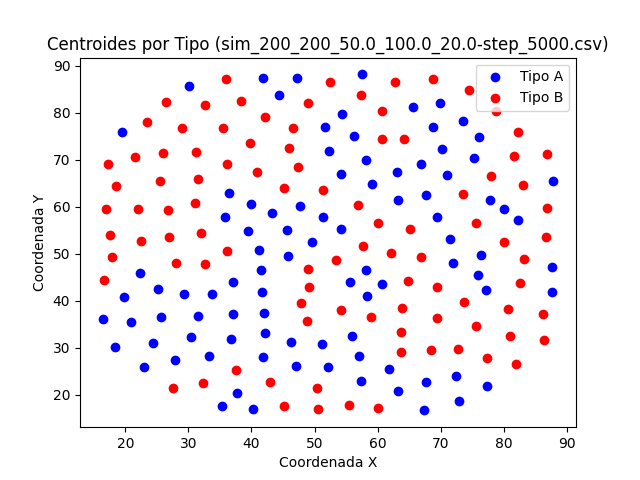 Centroides por Tipo (sim_200_200_50.0_100.0_20.0-step_5000.csv)
Tipo A
Tipo B
90
80
70
60
50
40
30
20
Coordenada Y
20 30 40 50 60 70 80 90
Coordenada X